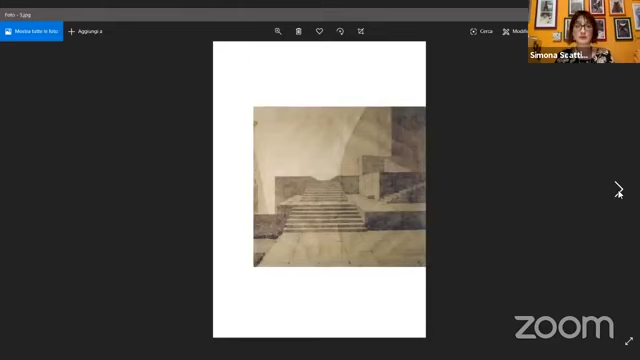 Foto - 5.jpg
Mostra tutte le foto
Aggiungi a
Cerca
Simona Scatti...
zoom